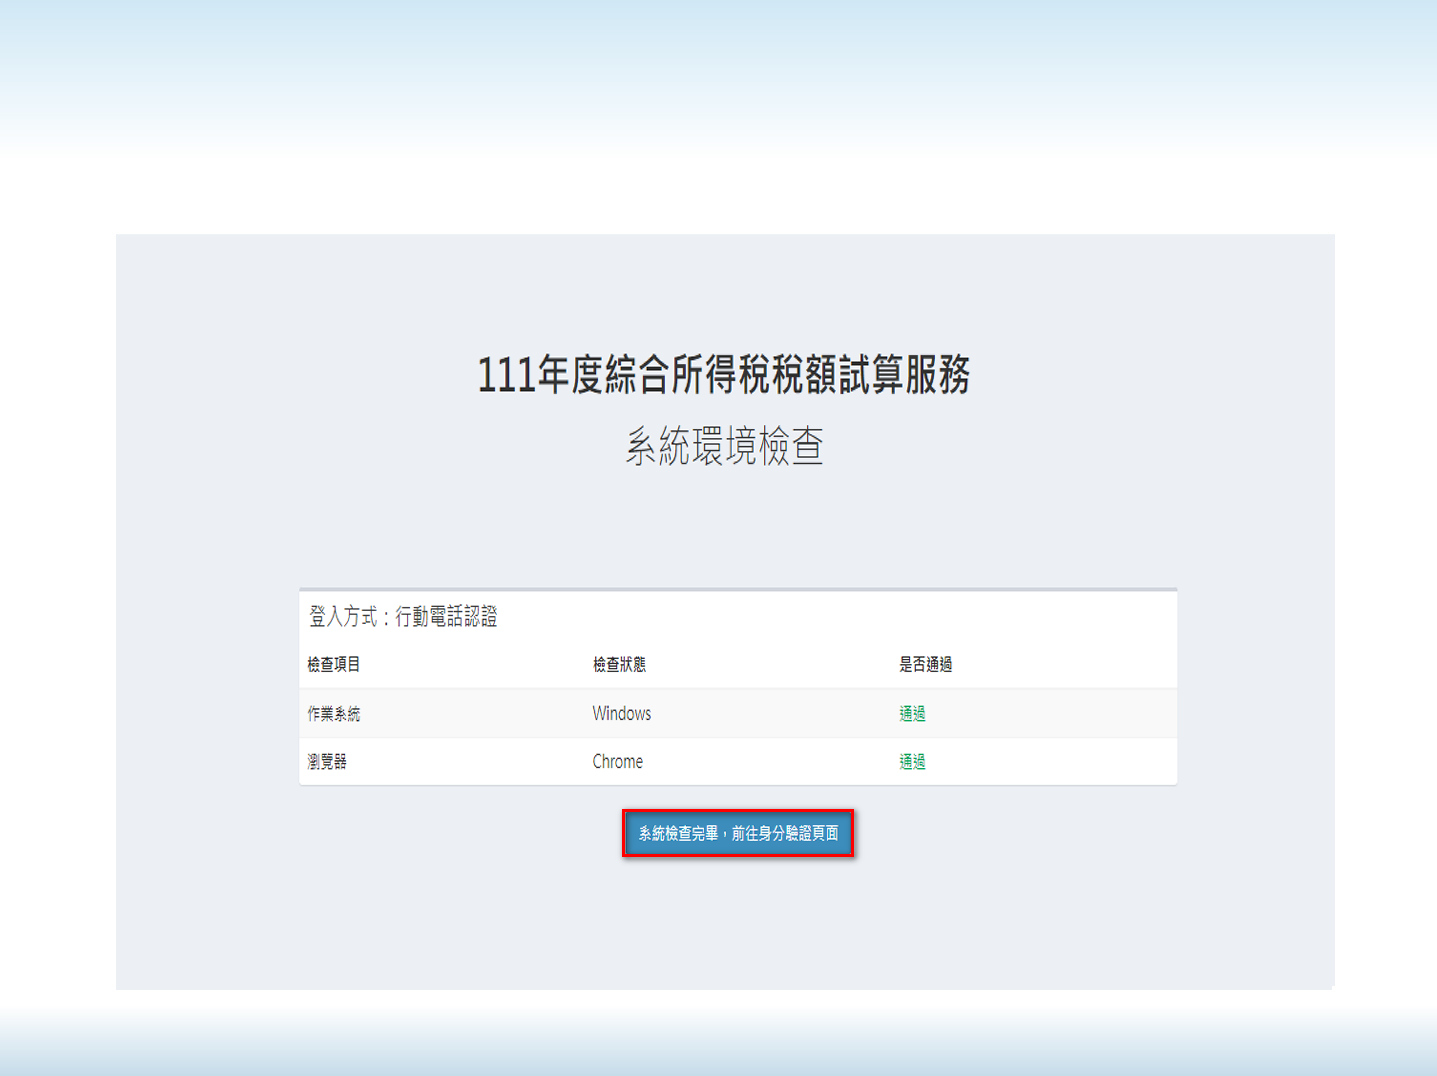 111年度綜合所得稅稅額試算服務
系統環境檢查
登入方式：行動電話認證
檢查項目 檢查狀態 是否通過
作業系統 Windows 通過
瀏覽器 Chrome 通過
系統檢查完畢，前往身分驗證頁面